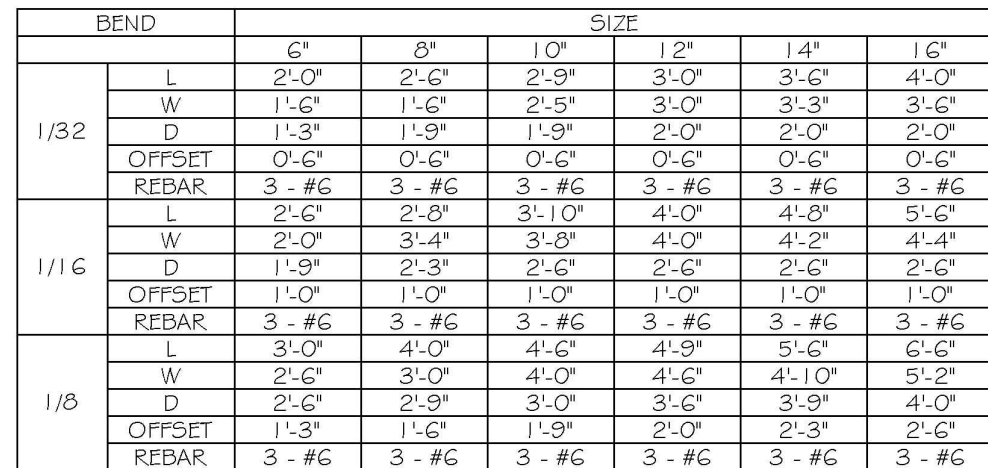 BEND SIZE
6" 8" 10" 12" 14" 16"
L 2'-0" 2'-6" 2'-9" 3'-0" 3'-6" 4'-0"
W 1'-6" 1'-6" 2'-5" 3'-0" 3'-3" 3'-6"
1/32 D 1'-3" 1'-9" 1'-9" 2'-0" 2'-0" 2'-0"
OFFSET 0'-6" 0'-6" 0'-6" 0'-6" 0'-6" 0'-6"
REBAR 3 - #6 3 - #6 3 - #6 3 - #6 3 - #6 3 - #6
L 2'-6" 2'-8" 3'-10" 4'-0" 4'-8" 5'-6"
W 2'-0" 3'-4" 3'-8" 4'-0" 4'-2" 4'-4"
1/16 D 1'-9" 2'-3" 2'-6" 2'-6" 2'-6" 2'-6"
OFFSET 1'-0" 1'-0" 1'-0" 1'-0" 1'-0" 1'-0"
REBAR 3 - #6 3 - #6 3 - #6 3 - #6 3 - #6 3 - #6
L 3'-0" 4'-0" 4'-6" 4'-9" 5'-6" 6'-6"
W 2'-6" 3'-0" 4'-0" 4'-6" 4'-10" 5'-2"
1/8 D 2'-6" 2'-9" 3'-0" 3'-6" 3'-9" 4'-0"
OFFSET 1'-3" 1'-6" 1'-9" 2'-0" 2'-3" 2'-6"
REBAR 3 - #6 3 - #6 3 - #6 3 - #6 3 - #6 3 - #6